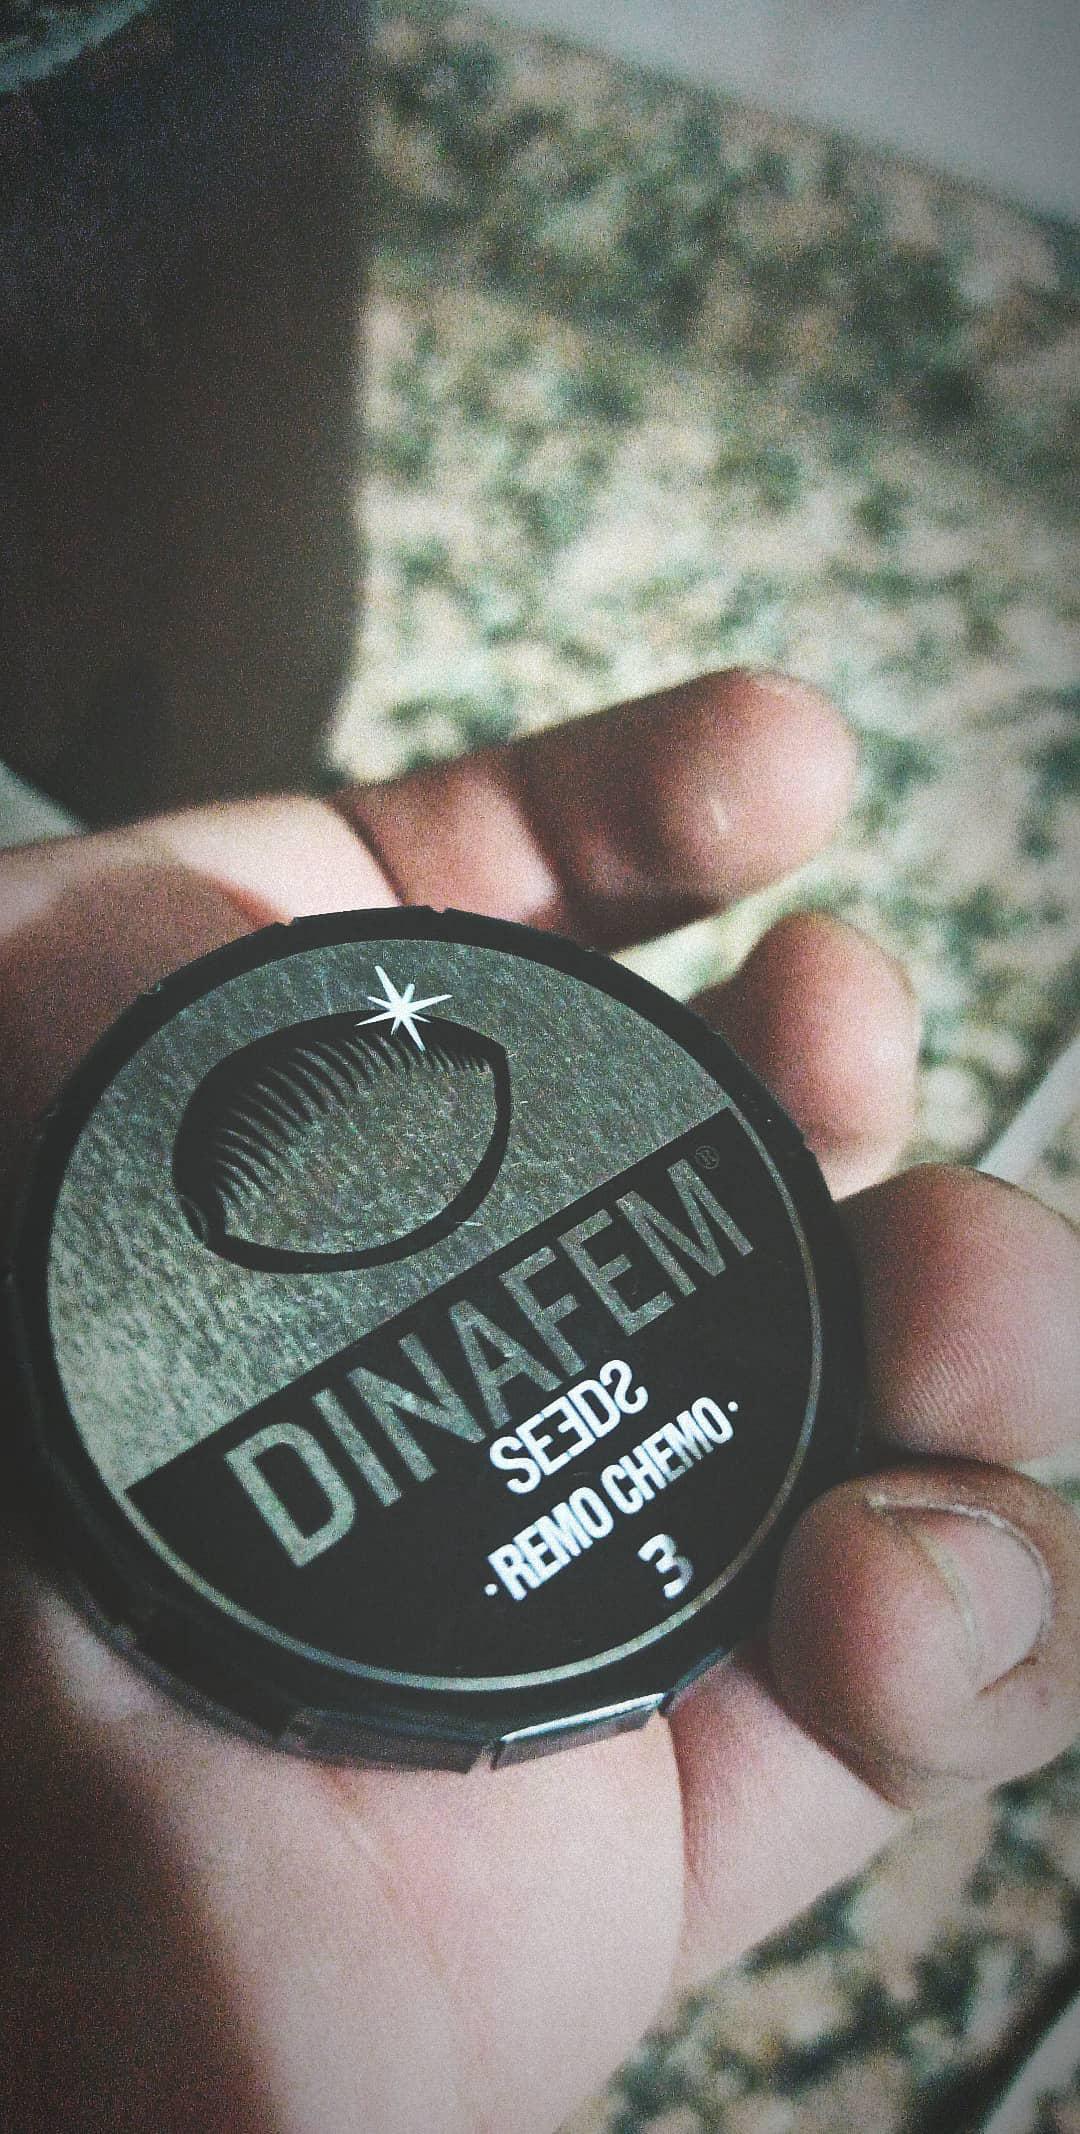 DINAFEM®
SEEDS
·REMO CHEMO·
3